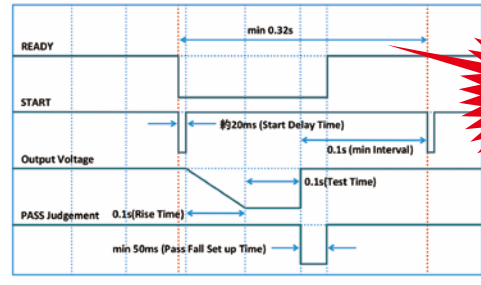 min 0.32s
READY
START
約20ms (Start Delay Time)
0.1s (min Interval)
Output Voltage
0.1s(Test Time)
PASS Judgement
0.1s(Rise Time)
min 50ms (Pass Fall Set up Time)